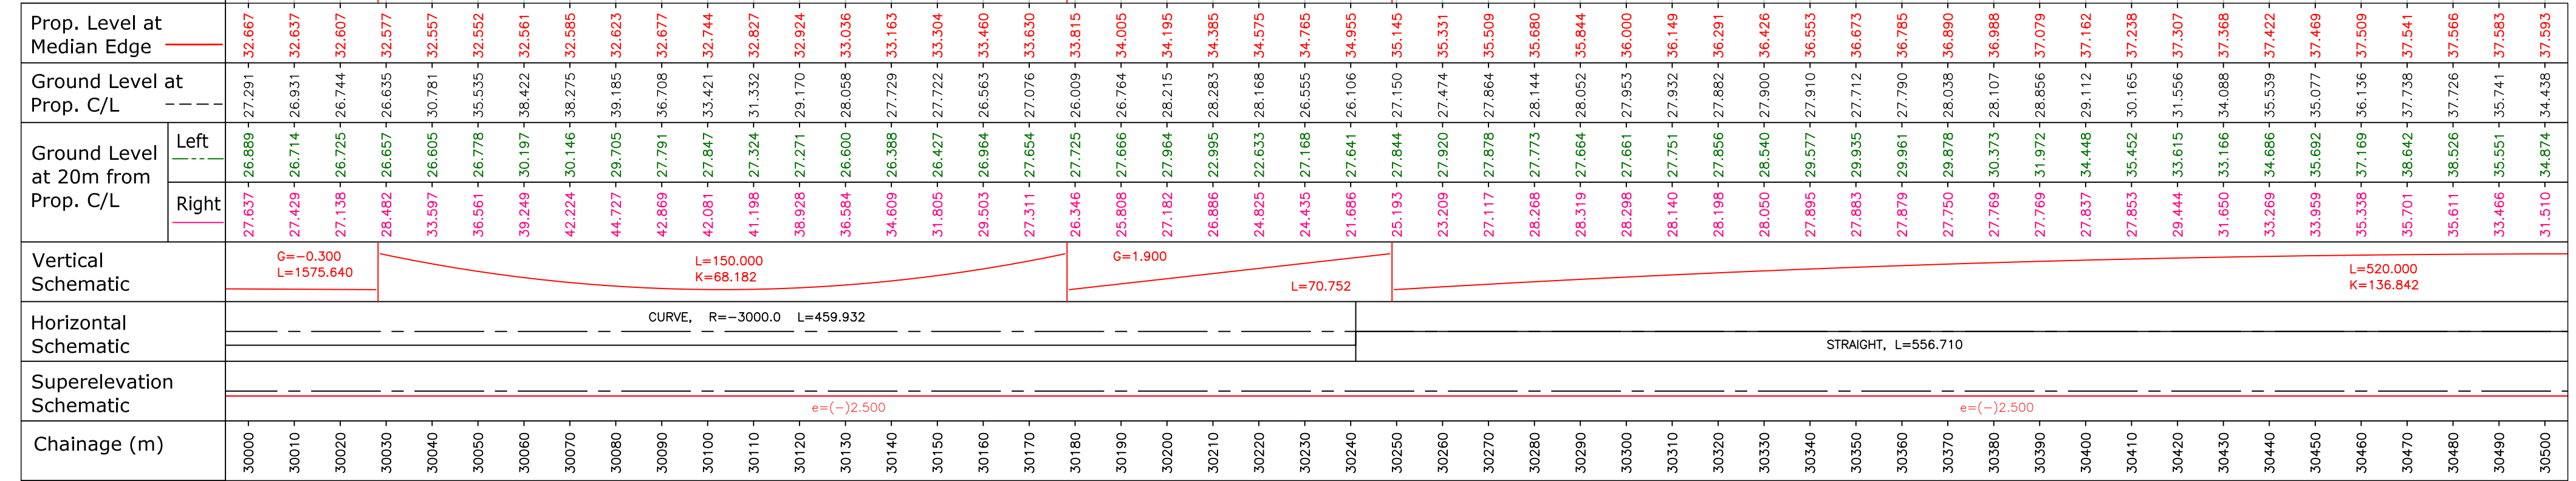 Prop. Level at
Median Edge
32.667 32.637 32.607 32.577 32.557 32.552 32.561 32.585 32.623 32.677 32.744 32.827 32.924 33.036 33.163 33.304 33.460 33.630 33.815 34.005 34.195 34.385 34.575 34.765 34.955 35.145 35.331 35.509 35.680 35.844 36.000 36.149 36.291 36.426 36.553 36.673 36.785 36.890 36.988 37.079 37.162 37.238 37.307 37.368 37.422 37.469 37.509 37.541 37.566 37.583 37.593
Ground Level at
Prop. C/L
27.291 26.931 26.744 26.635 30.781 35.535 38.422 38.275 39.185 36.708 33.421 31.332 29.170 28.058 27.729 27.722 26.563 27.076 26.009 26.764 28.215 28.283 28.168 26.555 26.106 27.150 27.474 27.864 28.144 28.052 27.953 27.932 27.882 27.900 27.910 27.712 27.790 28.038 28.107 28.856 29.112 30.165 31.556 34.088 35.539 35.077 36.136 37.738 37.726 35.741 34.438
Ground Level
at 20m from
Prop. C/L
Left
26.889 26.714 26.725 26.657 26.605 26.778 30.197 30.146 29.705 27.791 27.847 27.324 27.271 26.600 26.388 26.427 26.964 27.654 27.725 27.666 27.964 22.995 22.633 27.168 27.641 27.844 27.920 27.878 27.773 27.664 27.661 27.751 27.856 28.540 29.577 29.935 29.961 29.878 30.373 31.972 34.448 35.452 33.615 33.166 34.686 35.692 37.169 38.642 38.526 35.551 34.874
Right
27.637 27.429 27.138 28.482 33.597 36.561 39.249 42.224 44.727 42.869 42.081 41.198 38.928 36.584 34.609 31.805 29.503 27.311 26.346 25.808 27.182 26.886 24.825 24.435 21.686 25.193 23.209 27.117 28.268 28.319 28.298 28.140 28.198 28.050 27.895 27.883 27.879 27.750 27.769 27.769 27.837 27.853 29.444 31.650 33.269 33.959 35.338 35.701 35.611 33.466 31.510
Vertical
Schematic
G=-0.300
L=1575.640
L=150.000
K=68.182
G=1.900
L=70.752
L=520.000
K=136.842
Horizontal
Schematic
CURVE, R=-3000.0 L=459.932
STRAIGHT, L=556.710
Superelevation
Schematic
e=(-)2.500
e=(-)2.500
Chainage (m)
30000 30010 30020 30030 30040 30050 30060 30070 30080 30090 30100 30110 30120 30130 30140 30150 30160 30170 30180 30190 30200 30210 30220 30230 30240 30250 30260 30270 30280 30290 30300 30310 30320 30330 30340 30350 30360 30370 30380 30390 30400 30410 30420 30430 30440 30450 30460 30470 30480 30490 30500